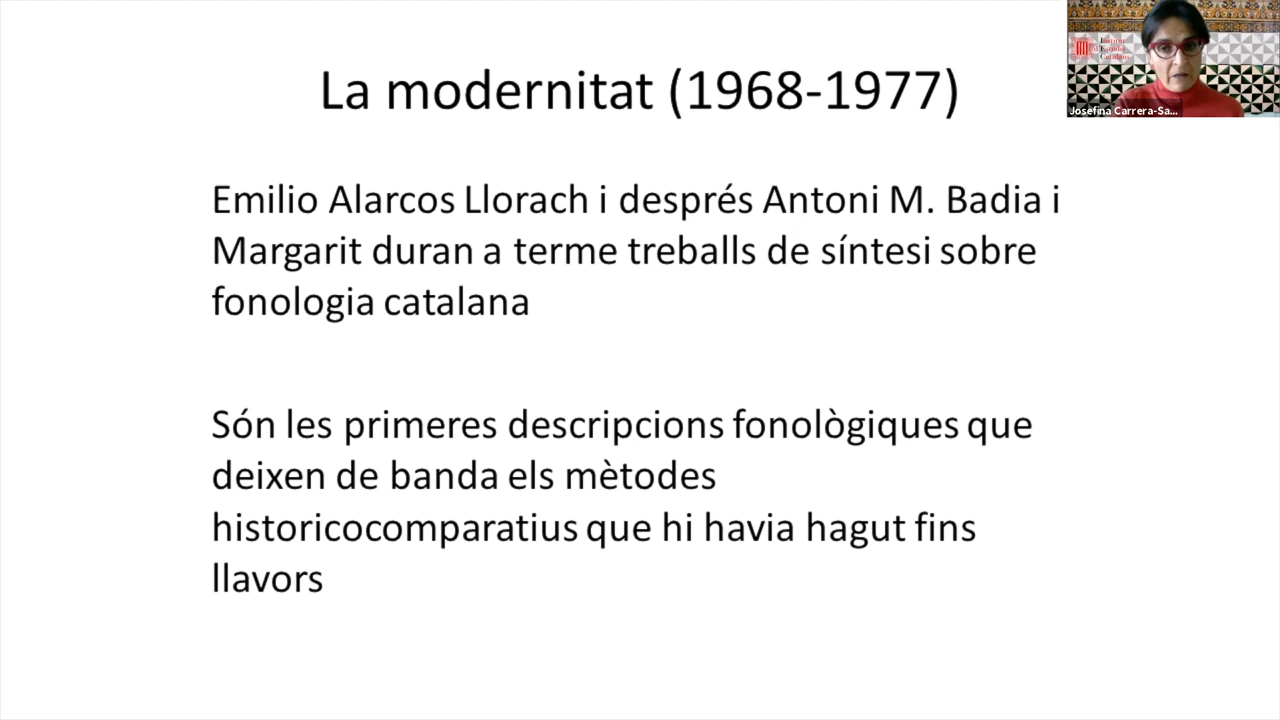 La modernitat (1968-1977)
Emilio Alarcos Llorach i després Antoni M. Badia i
Margarit duran a terme treballs de síntesi sobre
fonologia catalana
Són les primeres descripcions fonològiques que
deixen de banda els mètodes
historicocomparatius que hi havia hagut fins
llavors
Josefina Carrera-Sa...